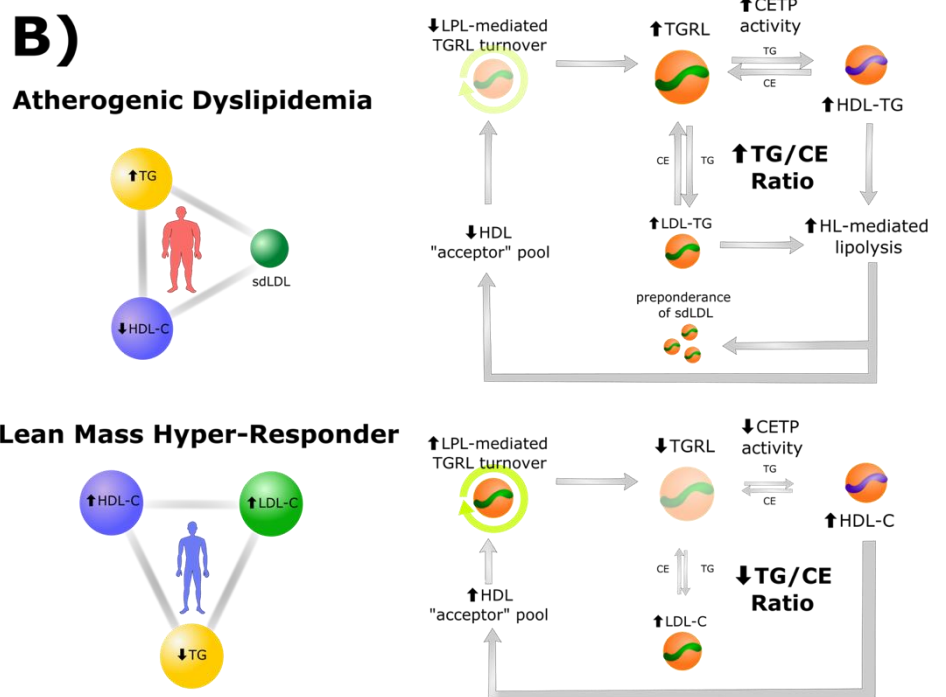 B)
Atherogenic Dyslipidemia
⬆TG
⬇HDL-C
sdLDL
⬇LPL-mediated
TGRL turnover
⬆TGRL
⬆CETP
activity
TG
CE
⬆HDL-TG
CE
TG
⬆TG/CE
Ratio
⬇HDL
"acceptor" pool
⬆LDL-TG
⬆HL-mediated
lipolysis
preponderance
of sdLDL
Lean Mass Hyper-Responder
⬆HDL-C
⬆LDL-C
⬇TG
⬆LPL-mediated
TGRL turnover
⬇TGRL
⬇CETP
activity
TG
CE
⬆HDL-C
CE
TG
⬇TG/CE
Ratio
⬆HDL
"acceptor" pool
⬆LDL-C